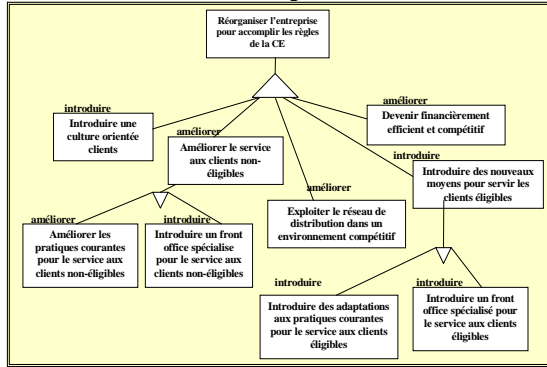 Réorganiser l'entreprise
pour accomplir les règles
de la CE
introduire
Introduire une
culture orientée
clients
améliorer
Améliorer le service
aux clients non-
éligibles
améliorer
Exploiter le réseau de
distribution dans un
environnement compétitif
améliorer
Devenir financièrement
efficient et compétitif
introduire
Introduire des nouveaux
moyens pour servir les
clients éligibles
améliorer
Améliorer les
pratiques courantes
pour le service aux
clients non-éligibles
introduire
Introduire un front
office spécialise
pour le service aux
clients non-éligibles
introduire
Introduire des adaptations
aux pratiques courantes
pour le service aux clients
éligibles
introduire
Introduire un front
office spécialisé pour
le service aux clients
éligibles